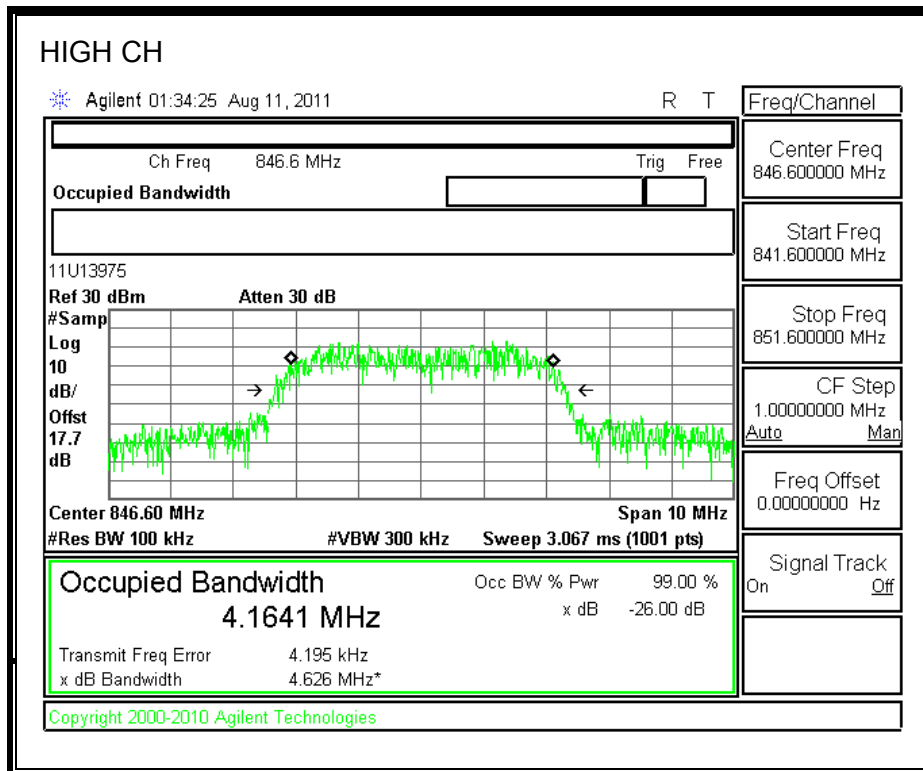 HIGH CH
Agilent 01:34:25 Aug 11, 2011 R T
Ch Freq 846.6 MHz Trig Free
Occupied Bandwidth
11U13975
Ref 30 dBm Atten 30 dB
#Samp
Log
10
dB/
Offst
17.7
dB
Center 846.60 MHz Span 10 MHz
#Res BW 100 kHz #VBW 300 kHz Sweep 3.067 ms (1001 pts)
Occupied Bandwidth Occ BW % Pwr 99.00 %
4.1641 MHz x dB -26.00 dB
Transmit Freq Error 4.195 kHz
x dB Bandwidth 4.626 MHz*
Copyright 2000-2010 Agilent Technologies
Freq/Channel
Center Freq
846.600000 MHz
Start Freq
841.600000 MHz
Stop Freq
851.600000 MHz
CF Step
1.00000000 MHz
Auto Man
Freq Offset
0.00000000 Hz
Signal Track
On Off